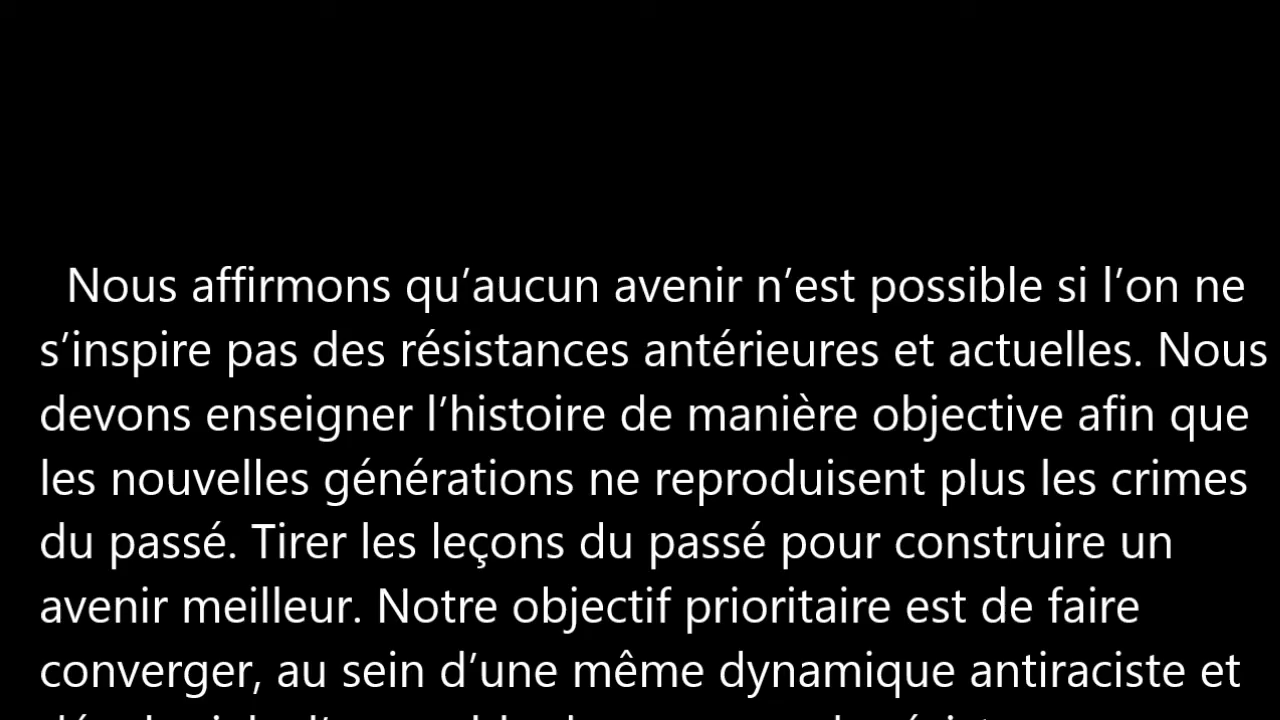 Nous affirmons qu’aucun avenir n’est possible si l’on ne
s’inspire pas des résistances antérieures et actuelles. Nous
devons enseigner l’histoire de manière objective afin que
les nouvelles générations ne reproduisent plus les crimes
du passé. Tirer les leçons du passé pour construire un
avenir meilleur. Notre objectif prioritaire est de faire
converger, au sein d’une même dynamique antiraciste et